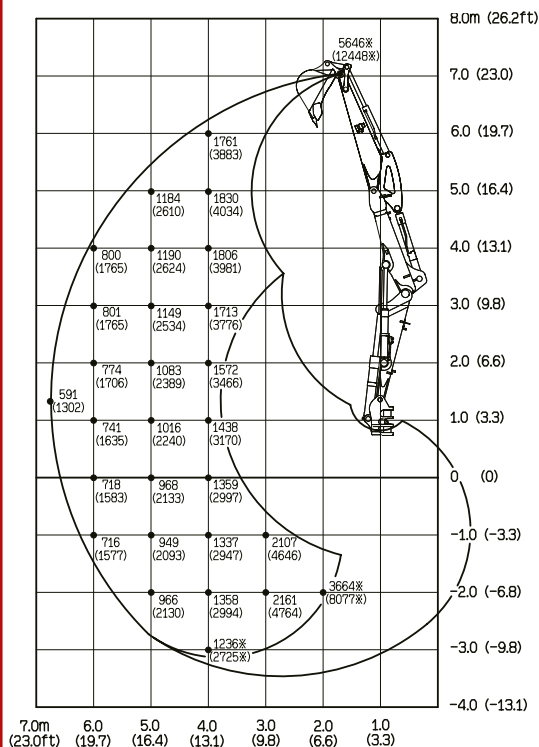 8.0m (26.2ft)
5646※
(12448※)
7.0 (23.0)
6.0 (19.7)
1761
(3883)
5.0 (16.4)
1184 1830
(2610) (4034)
4.0 (13.1)
800 1190 1806
(1765) (2624) (3981)
3.0 (9.8)
801 1149 1713
(1765) (2534) (3776)
2.0 (6.6)
774 1083 1572
(1706) (2389) (3466)
591
(1302)
1.0 (3.3)
741 1016 1438
(1635) (2240) (3170)
0 (0)
718 968 1359
(1583) (2133) (2997)
-1.0 (-3.3)
716 949 1337 2107
(1577) (2093) (2947) (4646)
3664※
-2.0 (-6.8)
(8077※)
966 1358 2161
(2130) (2994) (4764)
1236※
-3.0 (-9.8)
(2725※)
-4.0 (-13.1)
7.0m 6.0 5.0 4.0 3.0 2.0 1.0
(23.0ft) (19.7) (16.4) (13.1) (9.8) (6.6) (3.3)